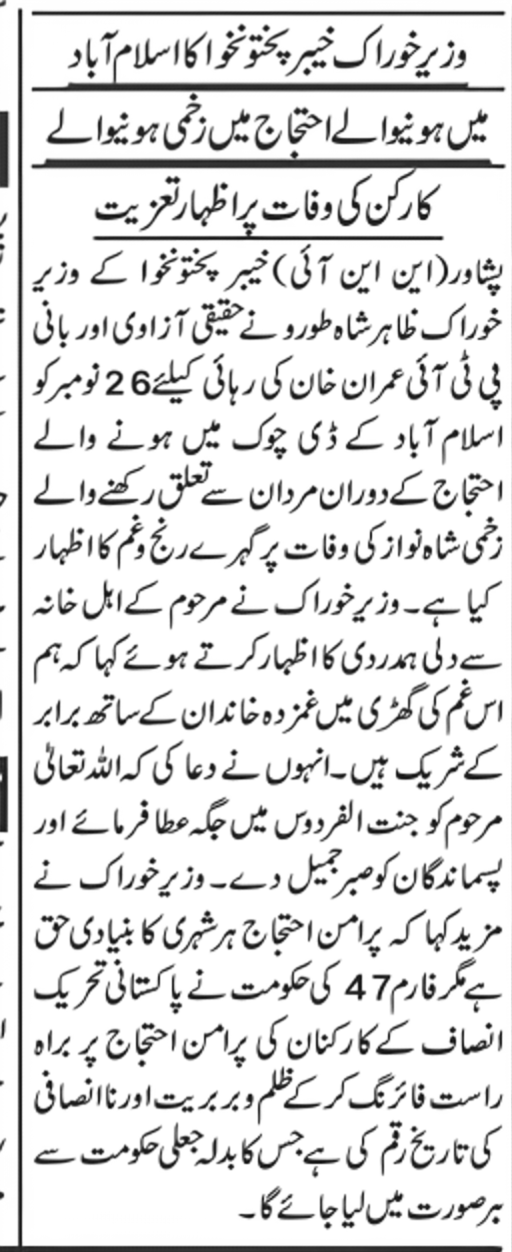 وزیر خوراک خیبر پختونخوا کا اسلام آباد
میں ہونیوالے احتجاج میں زخمی ہونیوالے
کارکن کی وفات پر اظہار تعزیت
پشاور(این این آئی)خیبر پختونخوا کے وزیر
خوراک ظاہر شاہ طورو نے حقیقی آزادی اور بانی
پی ٹی آئی عمران خان کی رہائی کیلئے26 نومبر کو
اسلام آباد کے ڈی چوک میں ہونے والے
احتجاج کے دوران مردان سے تعلق رکھنے والے
زخمی شاہ نواز کی وفات پر گہرے رنج و غم کا اظہار
کیا ہے۔ وزیر خوراک نے مرحوم کے اہل خانہ
سے دلی ہمدردی کا اظہار کرتے ہوئے کہا کہ ہم
اس غم کی گھڑی میں غمزدہ خاندان کے ساتھ برابر
کے شریک ہیں۔انہوں نے دعا کی کہ اللہ تعالیٰ
مرحوم کو جنت الفردوس میں جگہ عطا فرمائے اور
پسماندگان کو صبر جمیل دے۔ وزیر خوراک نے
مزید کہا کہ پرامن احتجاج ہر شہری کا بنیادی حق
ہے مگر فارم47 کی حکومت نے پاکستانی تحریک
انصاف کے کارکنان کی پرامن احتجاج پر براہ
راست فائرنگ کر کے ظلم و بربریت اور ناانصافی
کی تاریخ رقم کی ہے جس کا بدلہ جعلی حکومت سے
ہرصورت میں لیا جائے گا۔